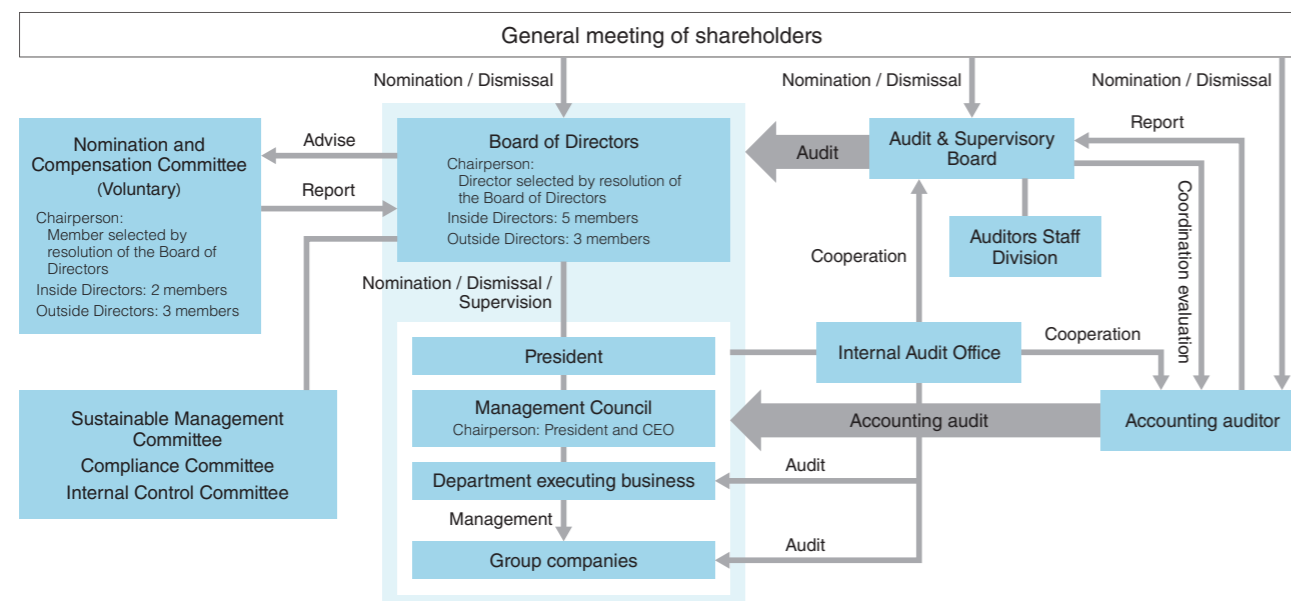 General meeting of shareholders
Nomination / Dismissal
Nomination / Dismissal
Nomination / Dismissal
Nomination and
Compensation Committee
(Voluntary)
Chairperson:
Member selected by
resolution of the Board of
Directors
Inside Directors: 2 members
Outside Directors: 3 members
Advise
Report
Board of Directors
Chairperson:
Director selected by resolution of
the Board of Directors
Inside Directors: 5 members
Outside Directors: 3 members
Audit
Audit & Supervisory
Board
Report
Auditors Staff
Division
Coordination evaluation
Cooperation
Nomination / Dismissal /
Supervision
President
Internal Audit Office
Cooperation
Sustainable Management
Committee
Compliance Committee
Internal Control Committee
Management Council
Chairperson: President and CEO
Accounting audit
Accounting auditor
Department executing business
Audit
Management
Group companies
Audit